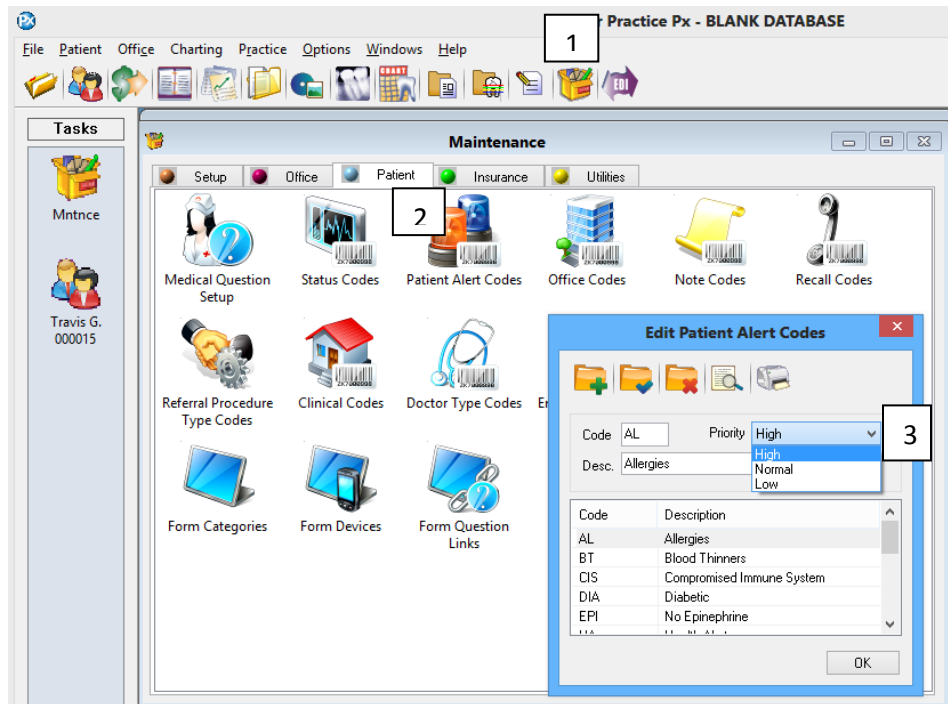 Px
Practice Px - BLANK DATABASE
1
File Patient Office Charting Practice Options Windows Help
EDI
Tasks
Mntnce
Travis G.
000015
Maintenance
Setup Office Patient Insurance Utilities
2
Medical Question
Setup
Status Codes
Patient Alert Codes
Office Codes
Note Codes
Recall Codes
Referral Procedure
Type Codes
Clinical Codes
Doctor Type Codes
Form Categories
Form Devices
Form Question
Links
Edit Patient Alert Codes
Code AL Priority High
3
High
Normal
Low
Desc. Allergies
Code Description
AL Allergies
BT Blood Thinners
CIS Compromised Immune System
DIA Diabetic
EPI No Epinephrine
OK